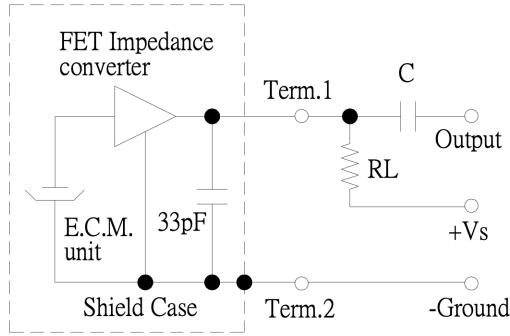 FET Impedance
converter
Term.1
C
Output
RL
+Vs
E.C.M.
unit
33pF
Shield Case
Term.2
-Ground